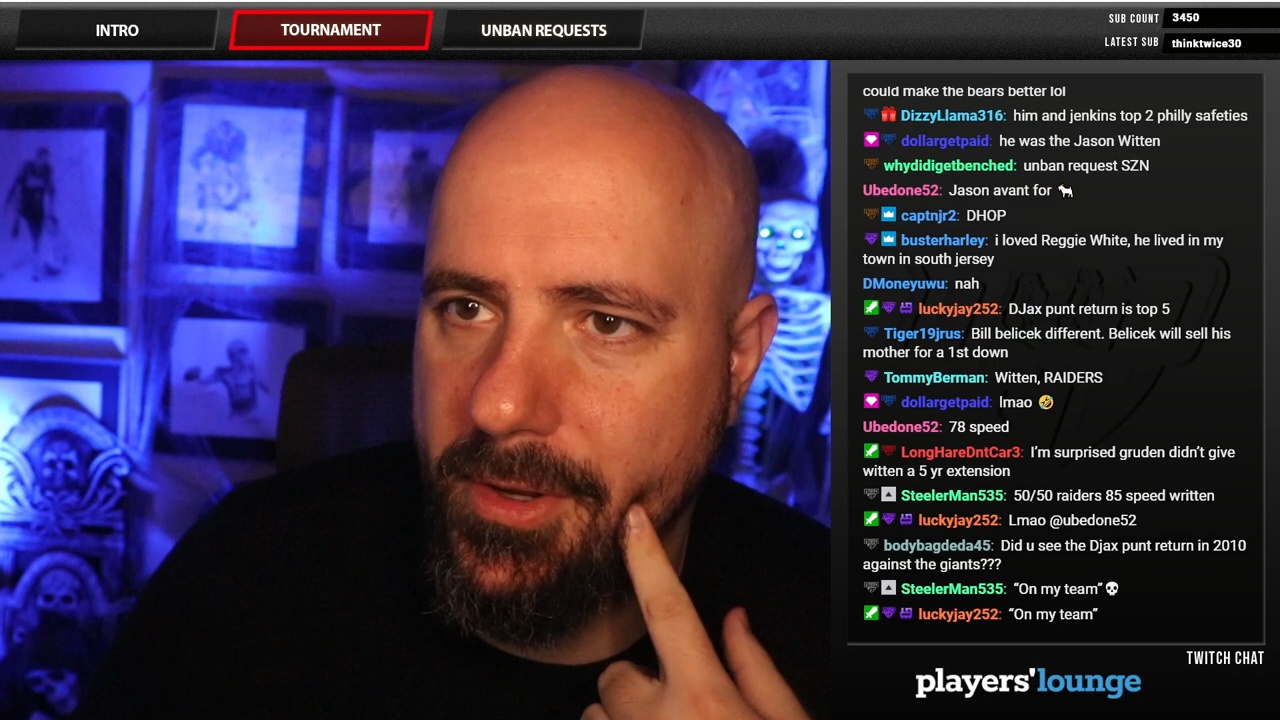 INTRO
TOURNAMENT
UNBAN REQUESTS
SUB COUNT 3450
LATEST SUB thinktwice30
could make the bears better lol
DizzyLlama316: him and jenkins top 2 philly safeties
dollargetpaid: he was the Jason Witten
whydidigetbenched: unban request SZN
Ubedone52: Jason avant for 🐐
captnjr2: DHOP
busterharley: i loved Reggie White, he lived in my
town in south jersey
DMoneyuwu: nah
luckyjay252: DJax punt return is top 5
Tiger19jrus: Bill belicek different. Belicek will sell his
mother for a 1st down
TommyBerman: Witten, RAIDERS
dollargetpaid: lmao 🤣
Ubedone52: 78 speed
LongHareDntCar3: I'm surprised gruden didn't give
witten a 5 yr extension
SteelerMan535: 50/50 raiders 85 speed written
luckyjay252: Lmao @ubedone52
bodybagdeda45: Did u see the Djax punt return in 2010
against the giants???
SteelerMan535: “On my team” 💀
luckyjay252: “On my team”
TWITCH CHAT
players'lounge